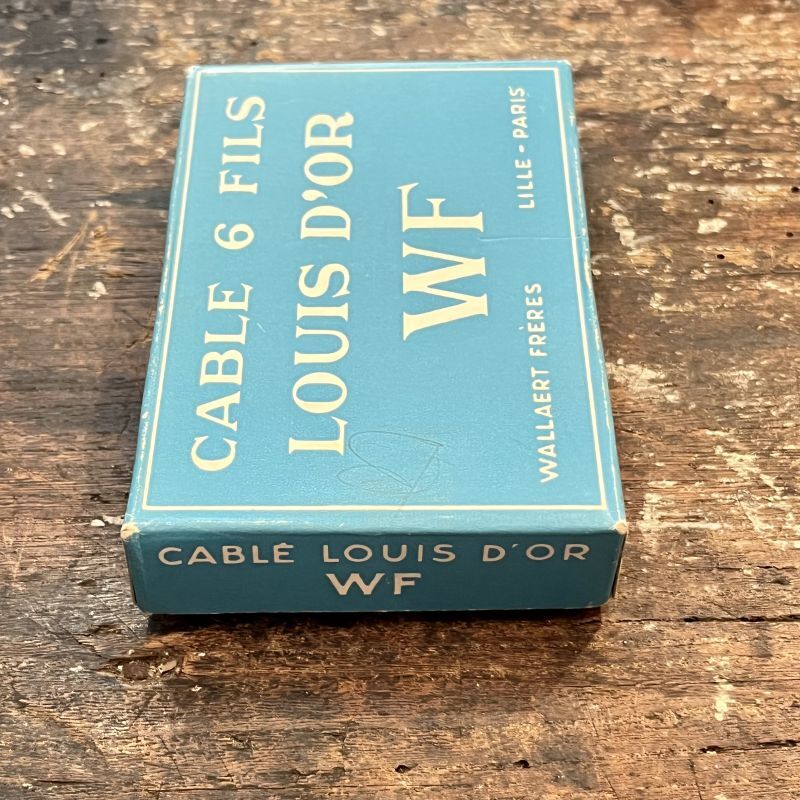 CABLE 6 FILS
LOUIS D'OR
WF
WALLAERT FRÈRES LILLE - PARIS
CABLÉ LOUIS D'OR
WF